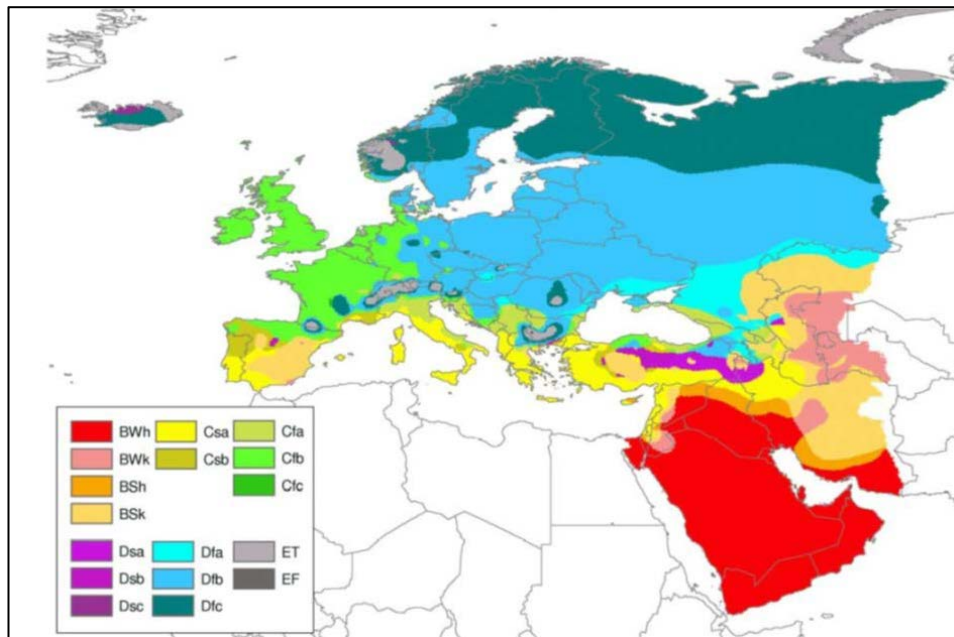 BWh Csa Cfa
BWk Csb Cfb
BSh Cfc
BSk
Dsa Dfa ET
Dsb Dfb EF
Dsc Dfc